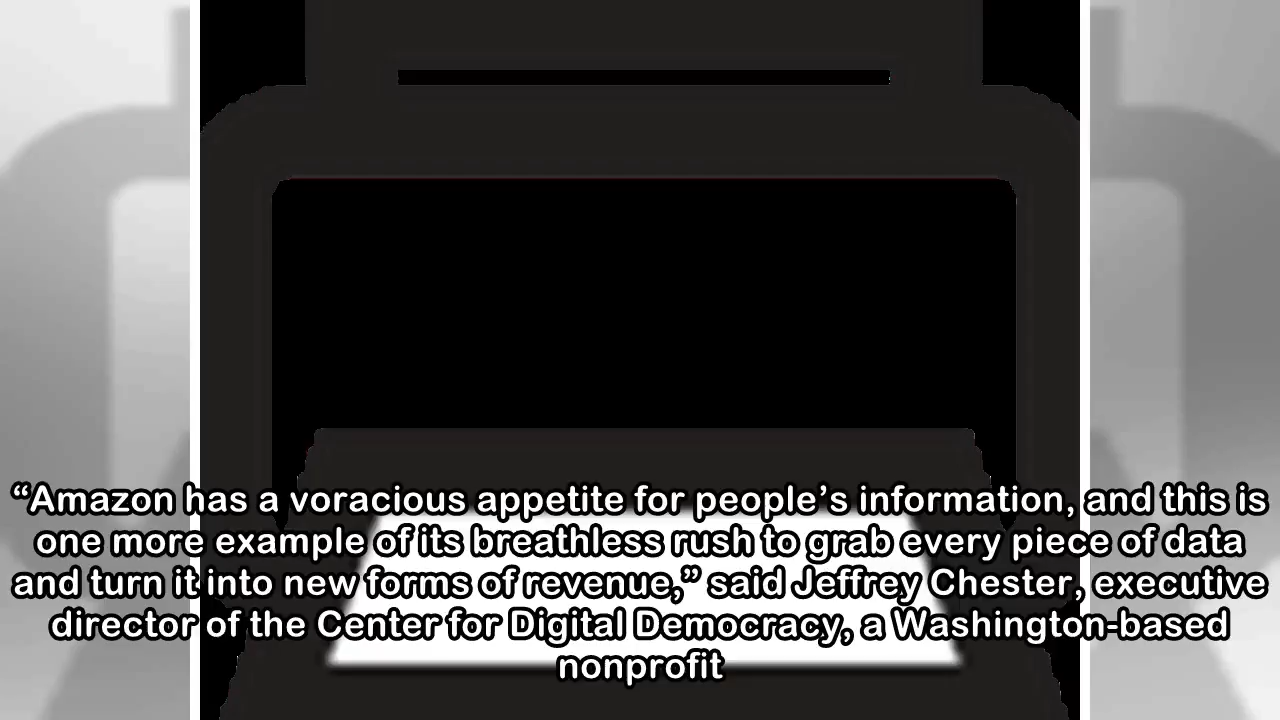 “Amazon has a voracious appetite for people’s information, and this is
one more example of its breathless rush to grab every piece of data
and turn it into new forms of revenue,” said Jeffrey Chester, executive
director of the Center for Digital Democracy, a Washington-based
nonprofit